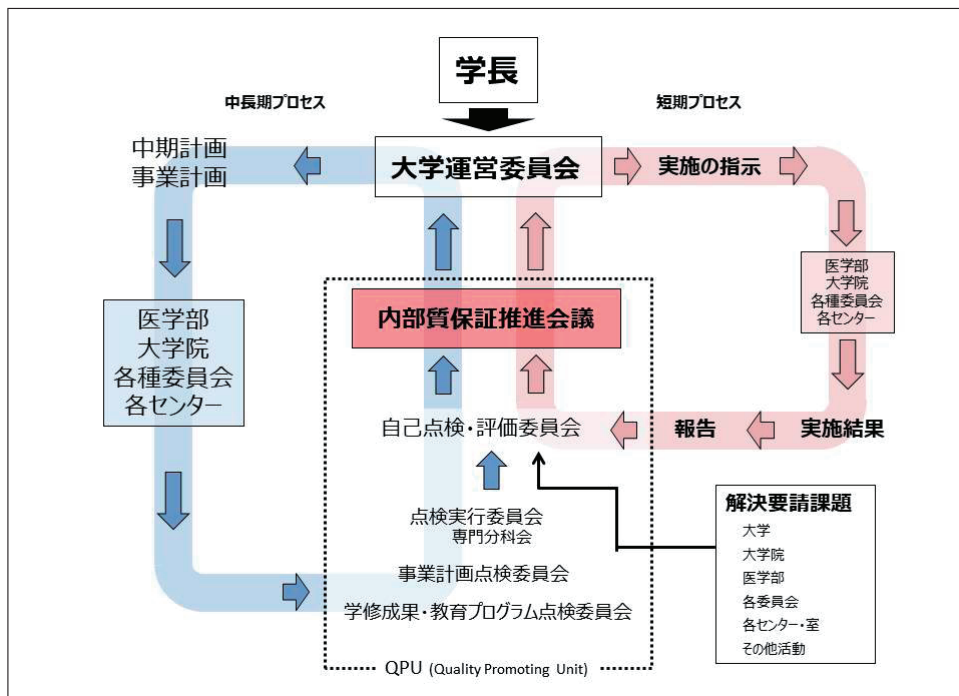 学長
中長期プロセス
短期プロセス
中期計画
事業計画
大学運営委員会
実施の指示
医学部
大学院
各種委員会
各センター
医学部
大学院
各種委員会
各センター
内部質保証推進会議
自己点検・評価委員会
報告
実施結果
点検実行委員会
専門分科会
事業計画点検委員会
学修成果・教育プログラム点検委員会
QPU (Quality Promoting Unit)
解決要請課題
大学
大学院
医学部
各委員会
各センター・室
その他活動